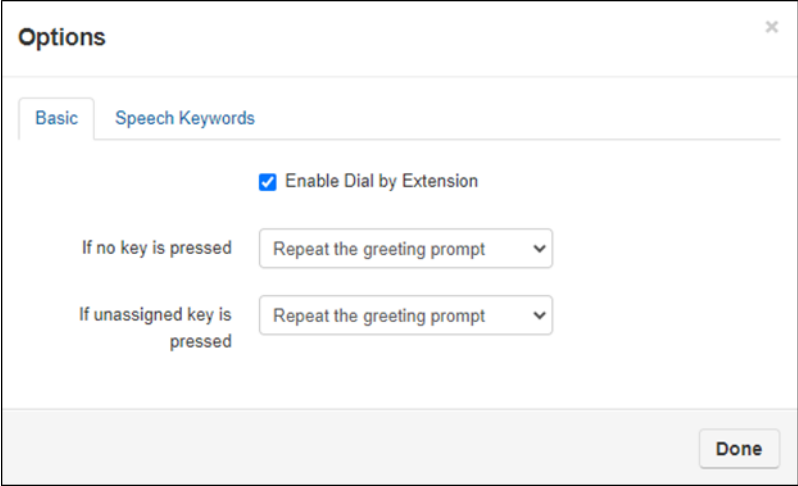 Options
×
Basic
Speech Keywords
Enable Dial by Extension
If no key is pressed
Repeat the greeting prompt
If unassigned key is
pressed
Repeat the greeting prompt
Done